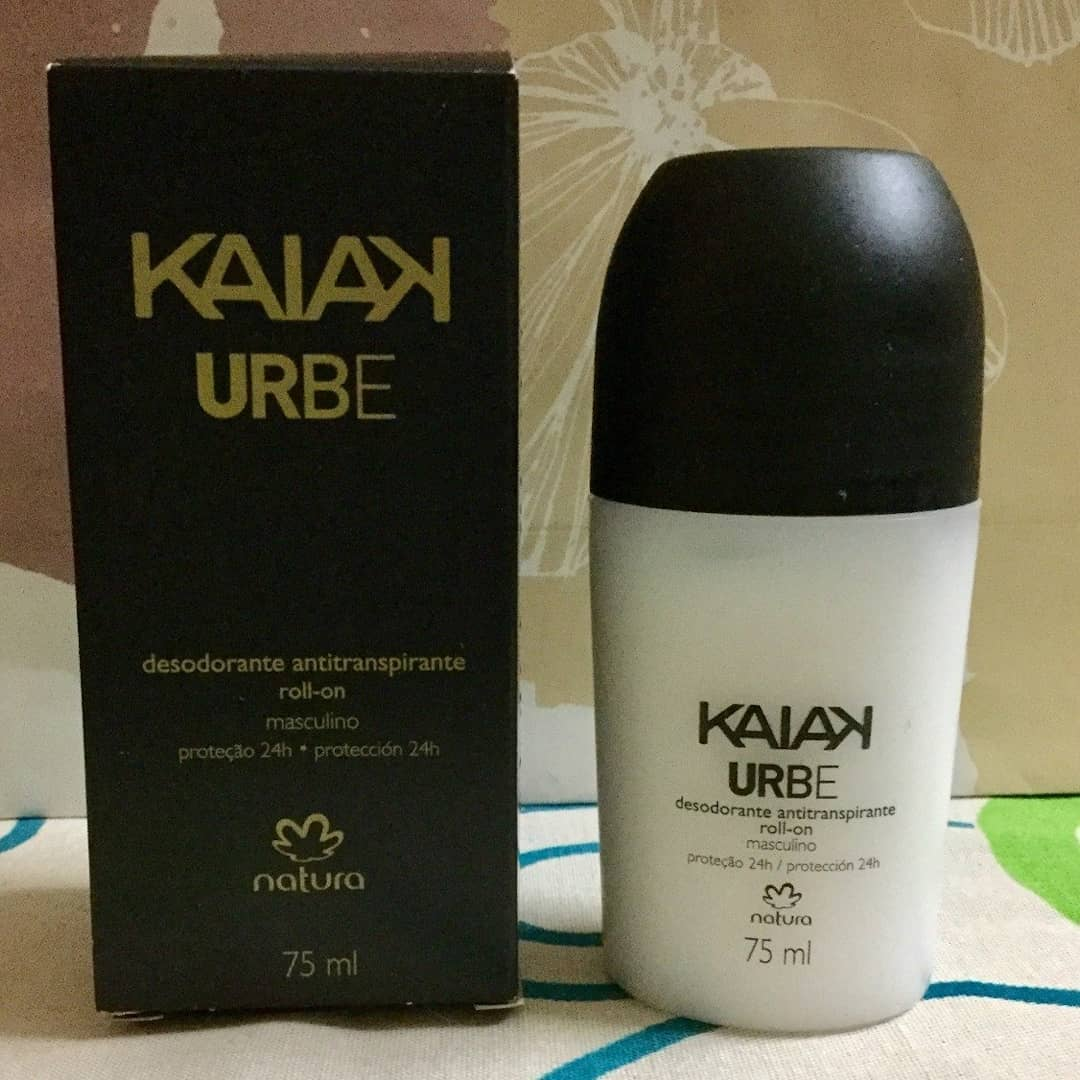 KAIAK
URBE
desodorante antitranspirante
roll-on
masculino
proteção 24h • protección 24h
natura
75 ml
KAIAK
URBE
desodorante antitranspirante
roll-on
masculino
proteção 24h / protección 24h
natura
75 ml